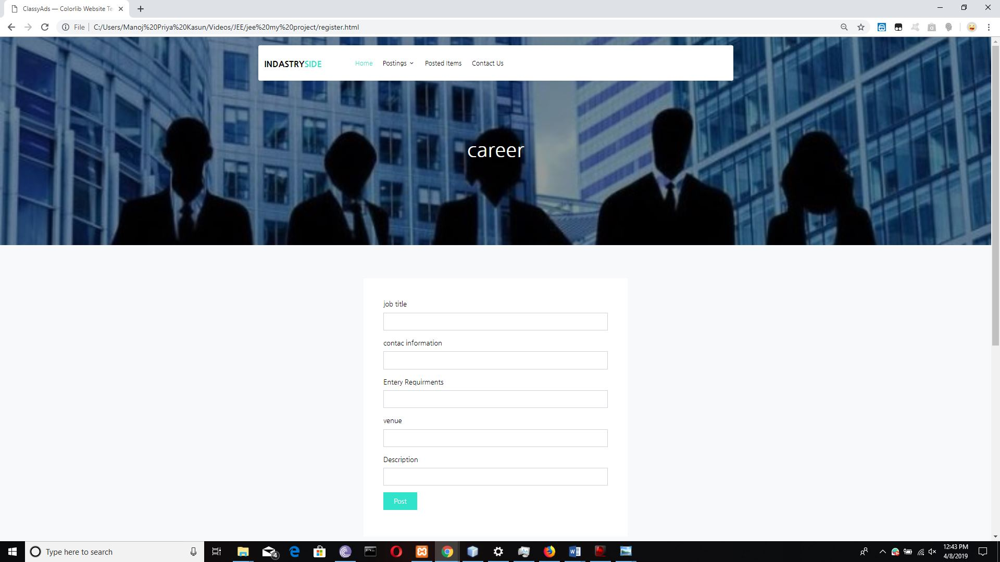 ClassyAds — Colorlib Website Te
File C:/Users/Manoj%20Priya%20Kasun/Videos/JEE/jee%20my%20project/register.html
INDASTRYSIDE Home Postings Posted Items Contact Us
career
job title
contac information
Entery Requirments
venue
Description
Post
Type here to search
4
12:43 PM
4/8/2019